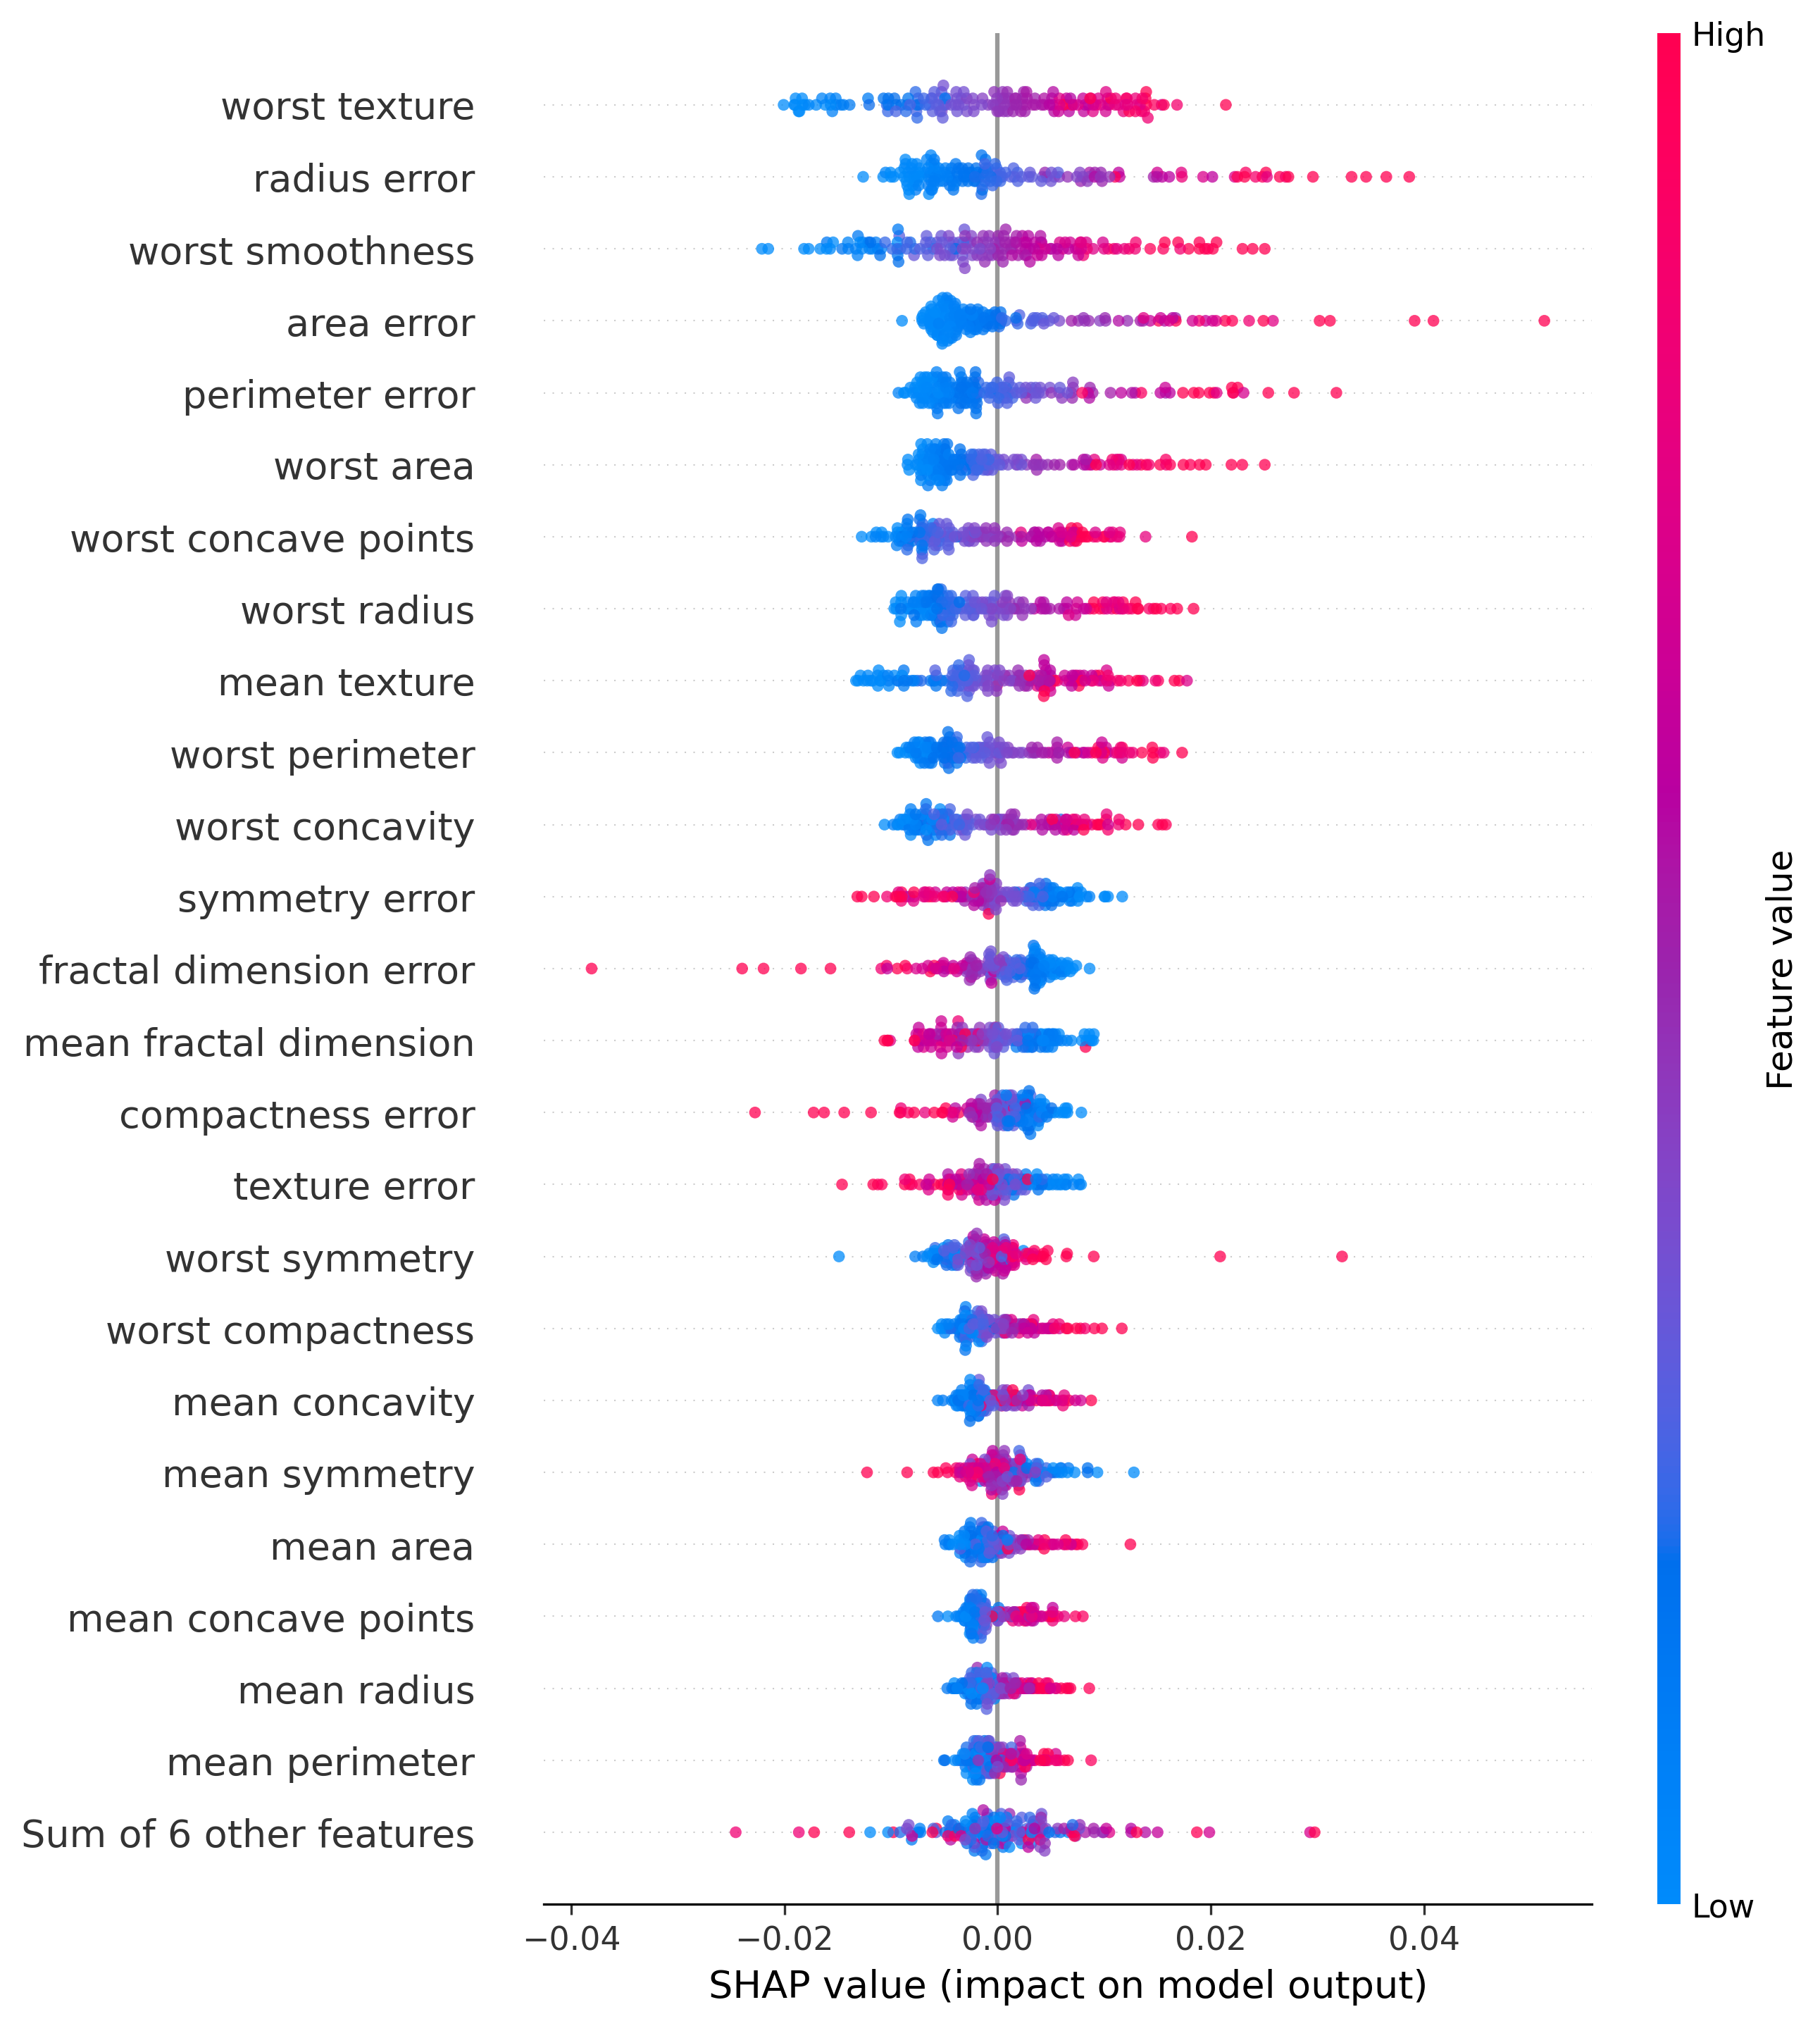 High
worst texture
radius error
worst smoothness
area error
perimeter error
worst area
worst concave points
worst radius
mean texture
worst perimeter
worst concavity
symmetry error
fractal dimension error
mean fractal dimension
compactness error
texture error
worst symmetry
worst compactness
mean concavity
mean symmetry
mean area
mean concave points
mean radius
mean perimeter
Sum of 6 other features
Feature value
Low
−0.04 −0.02 0.00 0.02 0.04
SHAP value (impact on model output)